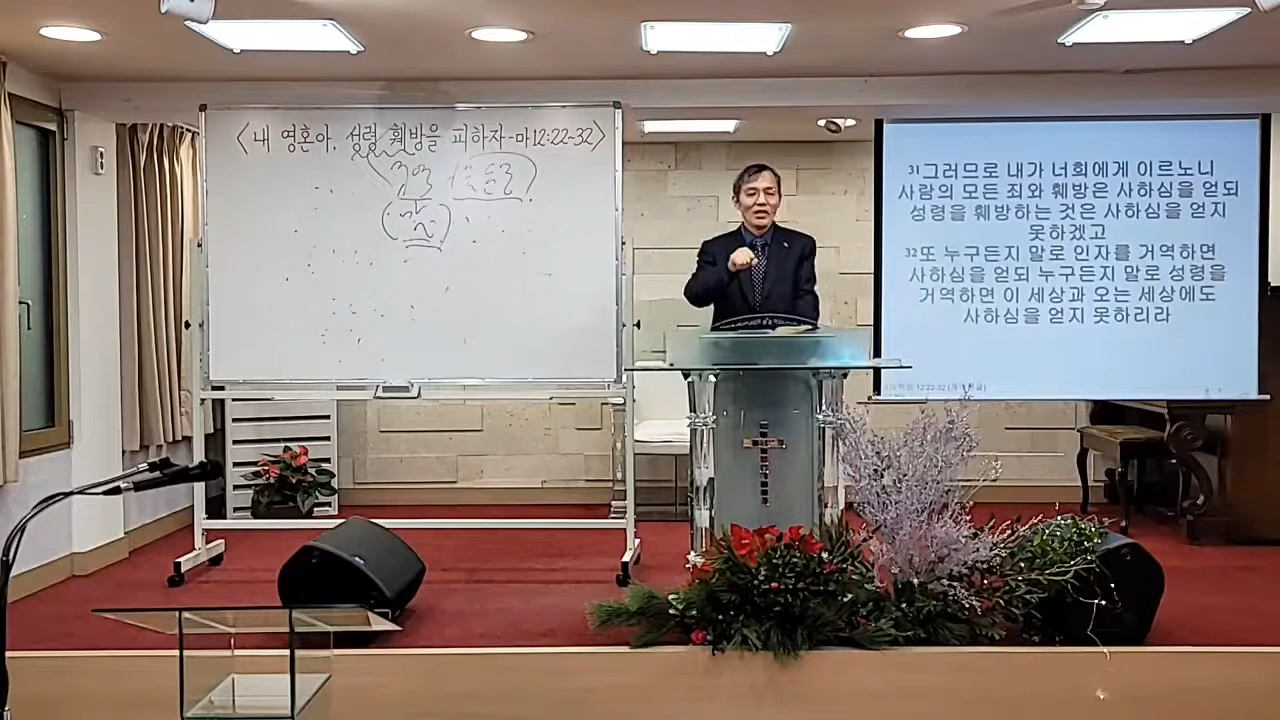 <내 영혼아, 성령 훼방을 피하자-마12:22-32>
31그러므로 내가 너희에게 이르노니
사람의 모든 죄와 훼방은 사하심을 얻되
성령을 훼방하는 것은 사하심을 얻지
못하겠고
32또 누구든지 말로 인자를 거역하면
사하심을 얻되 누구든지 말로 성령을
거역하면 이 세상과 오는 세상에도
사하심을 얻지 못하리라